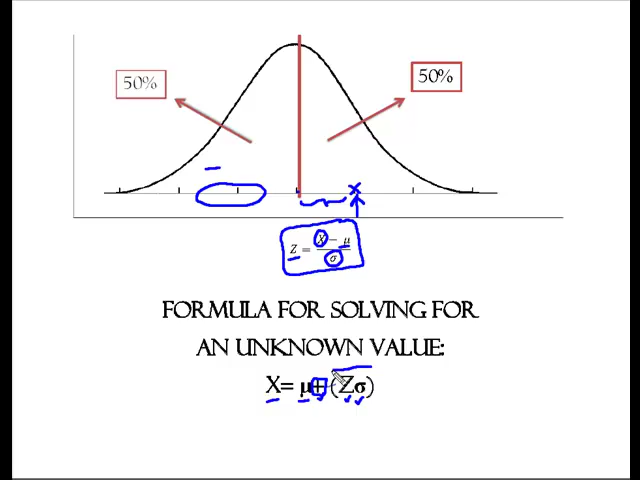 50%
50%
X
Z = X - μ
σ
FORMULA FOR SOLVING FOR
AN UNKNOWN VALUE:
X= μ+(Zσ)